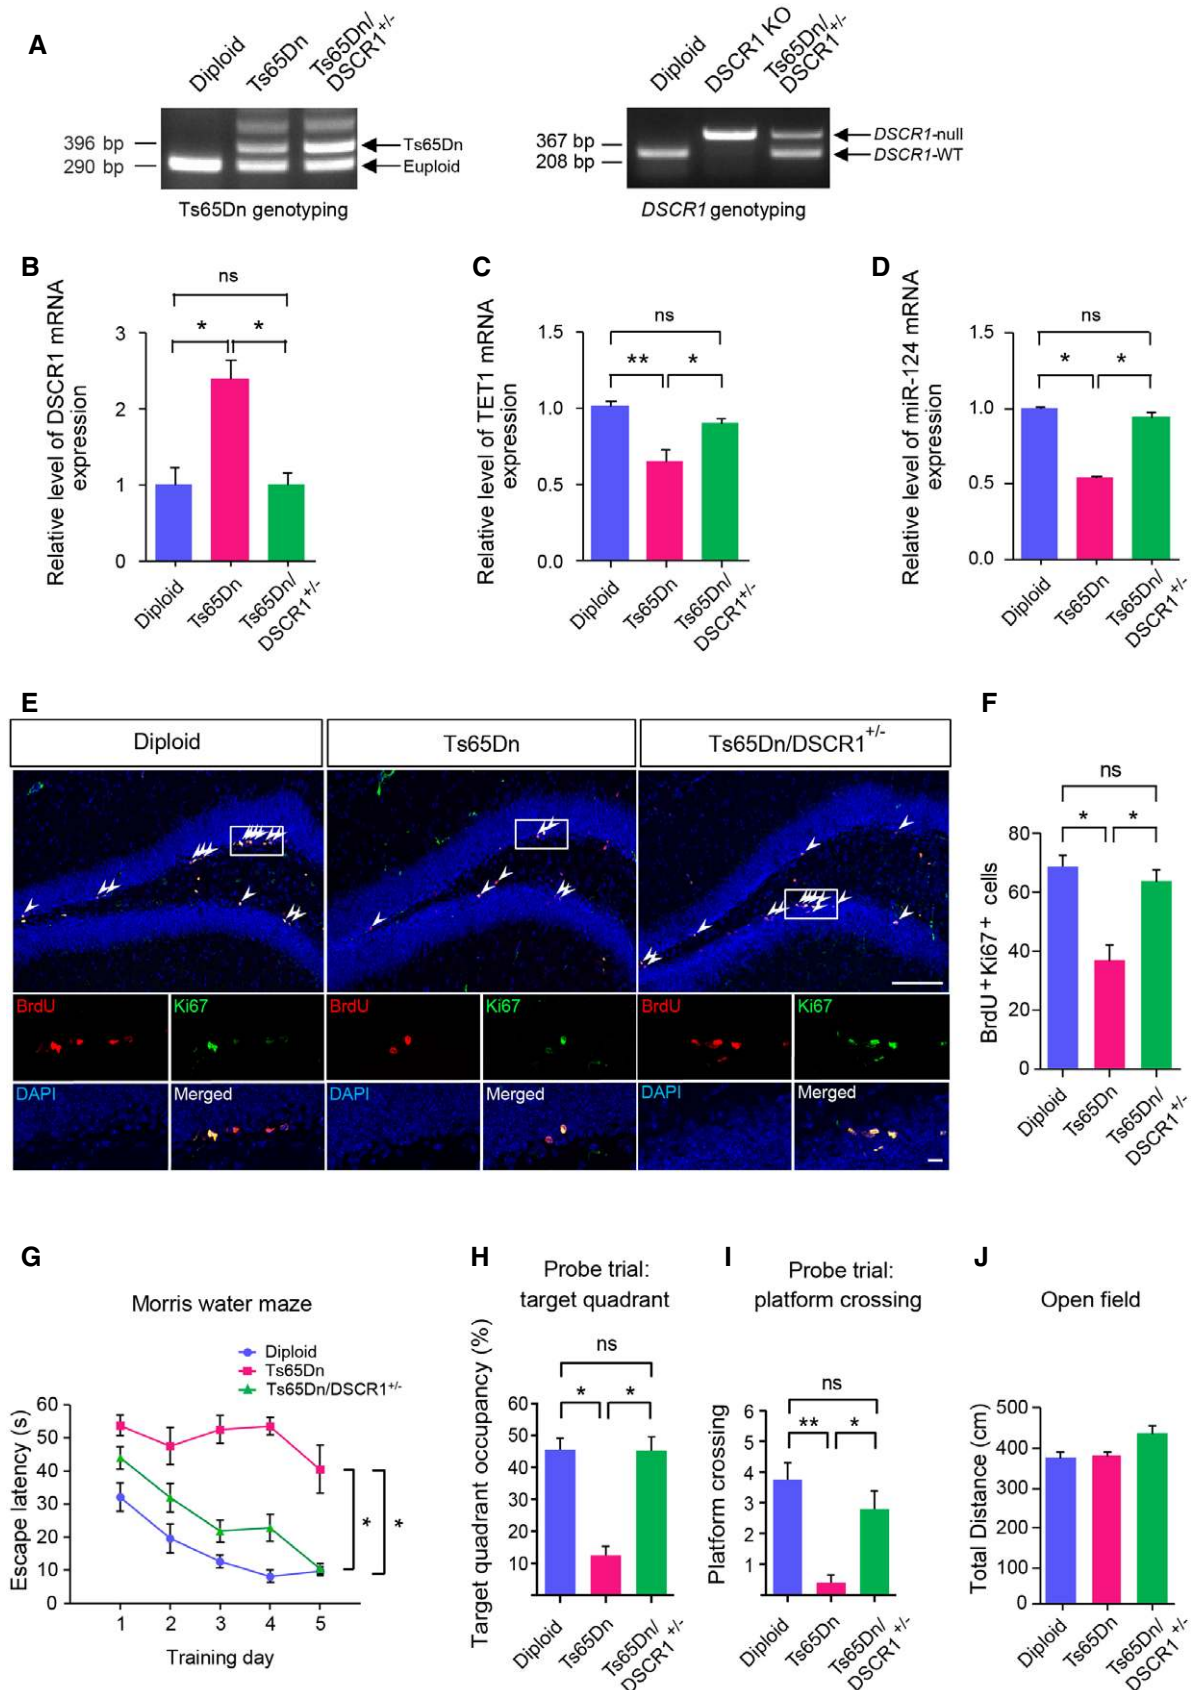 A
Diploid
Ts65Dn
Ts65Dn/
DSCR1+/-
396 bp
290 bp
Ts65Dn
Euploid
Ts65Dn genotyping
Diploid
DSCR1 KO
Ts65Dn/
DSCR1+/-
367 bp
208 bp
DSCR1-null
DSCR1-WT
DSCR1 genotyping
B
Relative level of DSCR1 mRNA
expression
ns
*
*
3
2
1
0
Diploid
Ts65Dn
Ts65Dn/
DSCR1+/-
C
Relative level of TET1 mRNA
expression
ns
**
*
1.5
1.0
0.5
0.0
Diploid
Ts65Dn
Ts65Dn/
DSCR1+/-
D
Relative level of miR-124 mRNA
expression
ns
*
*
1.5
1.0
0.5
0.0
Diploid
Ts65Dn
Ts65Dn/
DSCR1+/-
E
Diploid
Ts65Dn
Ts65Dn/DSCR1+/-
BrdU
Ki67
BrdU
Ki67
BrdU
Ki67
DAPI
Merged
DAPI
Merged
DAPI
Merged
F
BrdU+Ki67+ cells
ns
*
*
80
60
40
20
0
Diploid
Ts65Dn
Ts65Dn/
DSCR1+/-
G
Morris water maze
Diploid
Ts65Dn
Ts65Dn/DSCR1+/-
Escape latency (s)
60
50
40
30
20
10
0
*
*
1
2
3
4
5
Training day
H
Probe trial:
target quadrant
Target quadrant occupancy (%)
ns
*
*
60
50
40
30
20
10
Diploid
Ts65Dn
Ts65Dn/
DSCR1+/-
I
Probe trial:
platform crossing
Platform crossing
ns
**
*
6
5
4
3
2
1
Diploid
Ts65Dn
Ts65Dn/
DSCR1+/-
J
Open field
Total Distance (cm)
500
400
300
200
100
0
Diploid
Ts65Dn
Ts65Dn/
DSCR1+/-